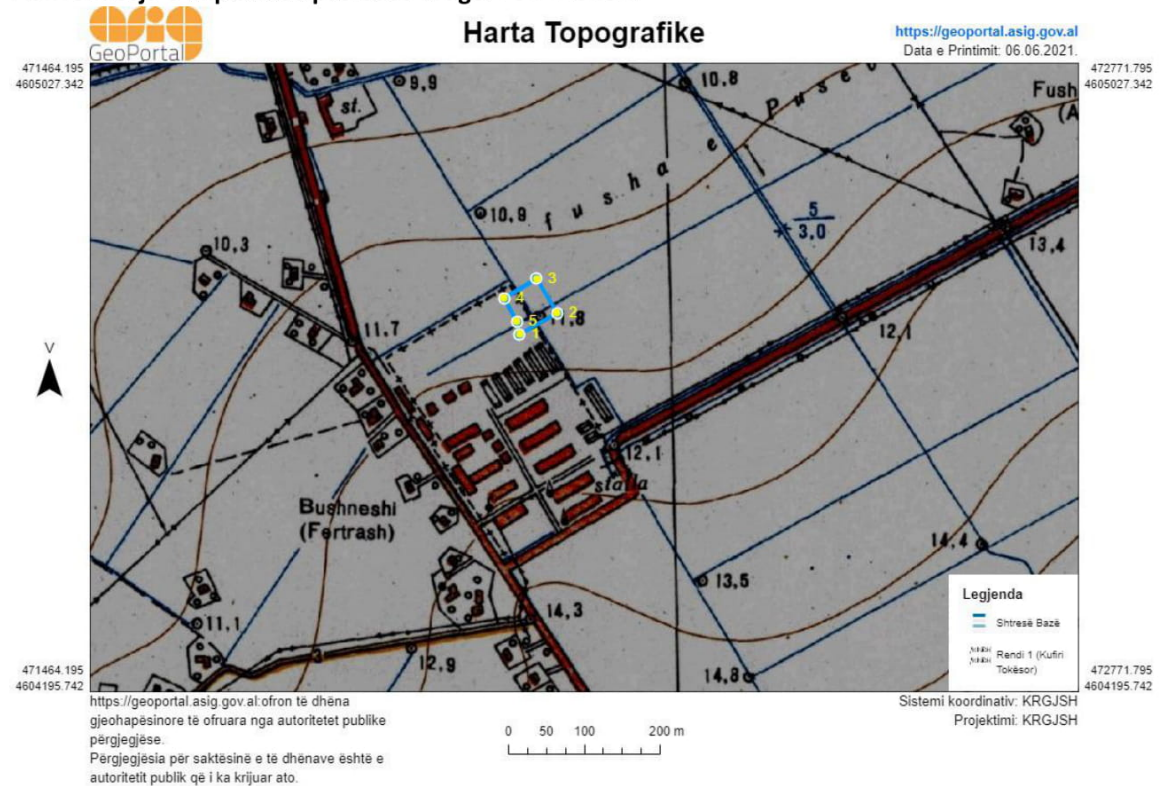 GeoPortal
Harta Topografike
https://geoportal.asig.gov.al
Data e Printimit: 06.06.2021.
471464.195
4605027.342
472771.795
4605027.342
9,9
10.8
Fush
(A
st.
fusha e Puse
10,9
5
3,0
10,3
13,4
3
4
2
11,8
5
1
11,7
12,1
V
12,1
stalla
Bushneshi
(Fertrash)
14,4
13,5
11,1
14,3
12,9
14,8
Legjenda
Shtresë Bazë
Rendi 1 (Kufiri
Tokësor)
471464.195
4604195.742
472771.795
4604195.742
https://geoportal.asig.gov.al:ofron të dhëna
gjeohapësinore të ofruara nga autoritetet publike
përgjegjëse.
Përgjegjësia për saktësinë e të dhënave është e
autoritetit publik që i ka krijuar ato.
0 50 100 200 m
Sistemi koordinativ: KRGJSH
Projektimi: KRGJSH